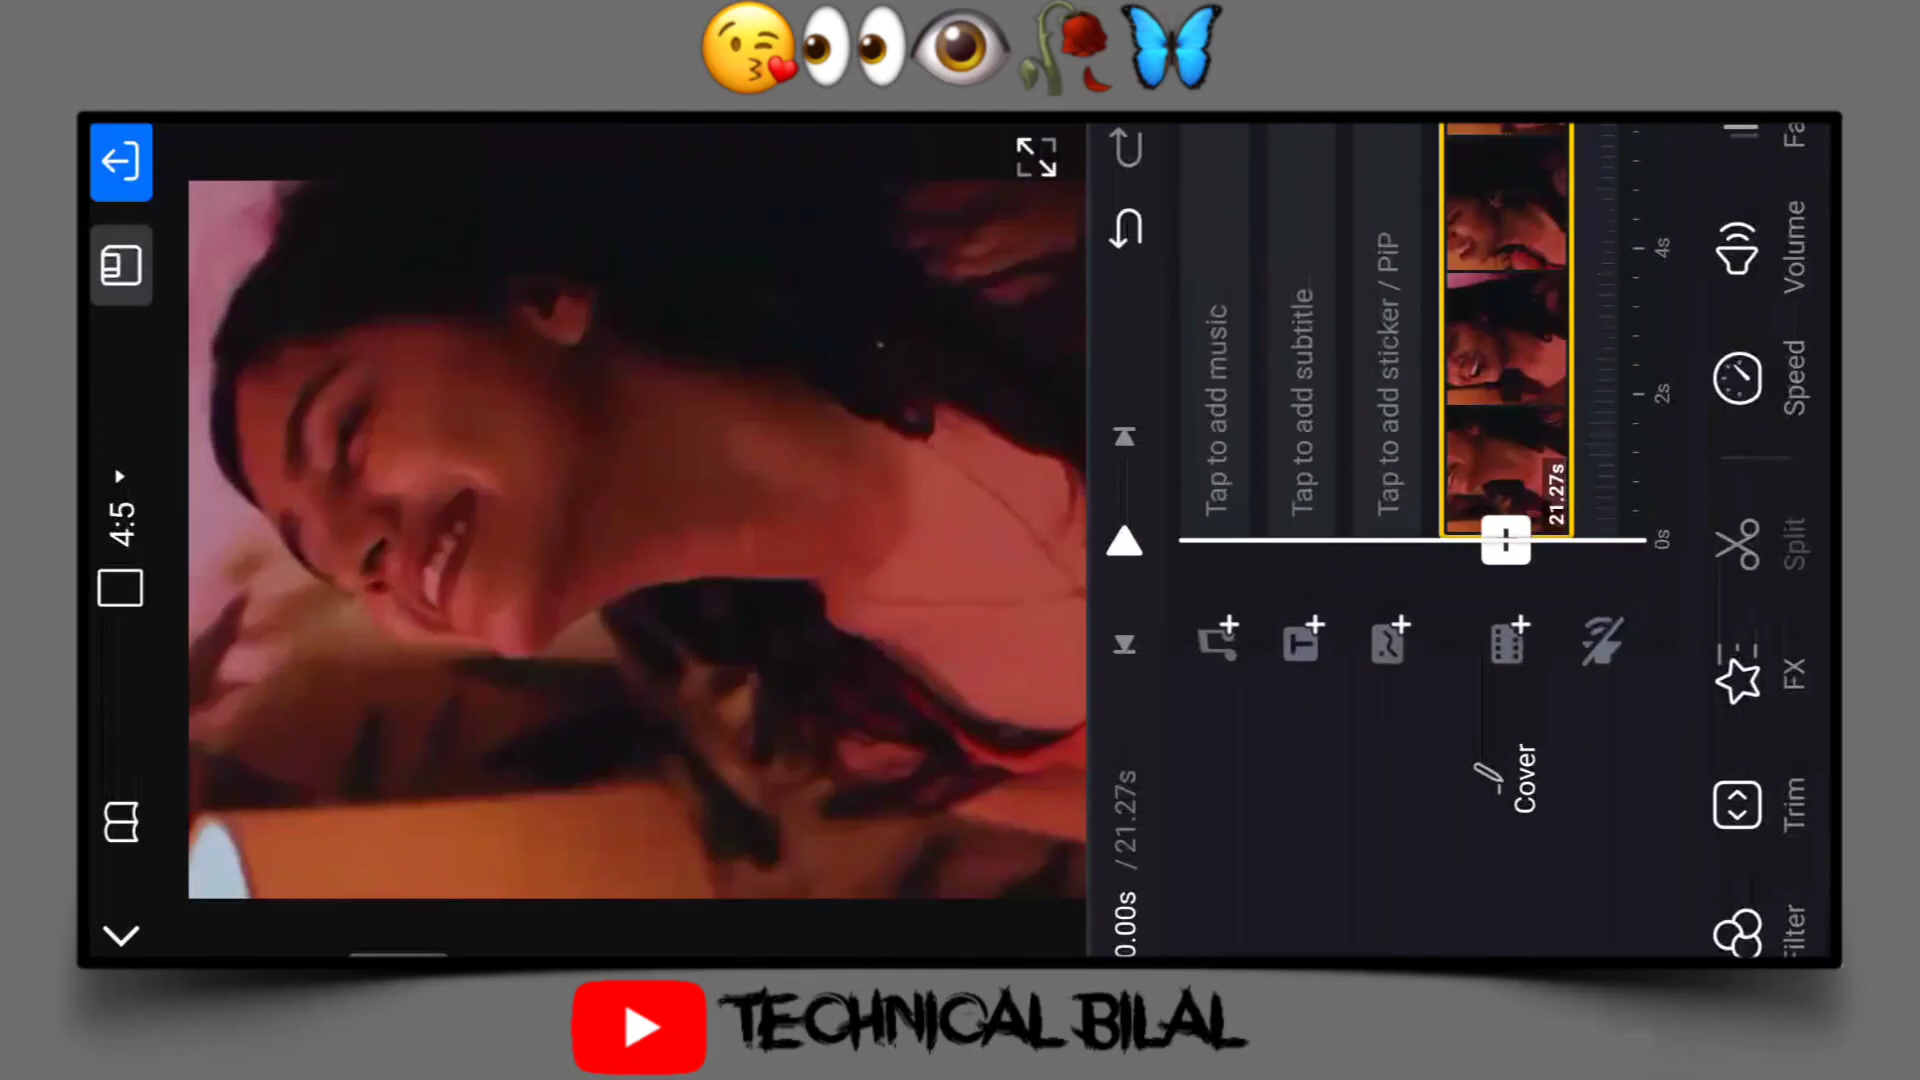 4:5
Tap to add music
Tap to add subtitle
Tap to add sticker / PiP
21.27s
0s
2s
4s
Cover
0.00s / 21.27s
Volume
Speed
Split
FX
Trim
TECHNICAL BILAL